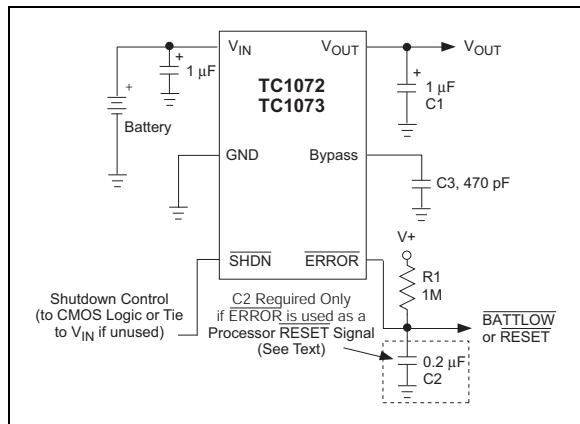 VIN
VOUT
VOUT
+
1 µF
TC1072
TC1073
+
1 µF
C1
+
Battery
GND
Bypass
C3, 470 pF
V+
SHDN
ERROR
R1
1M
Shutdown Control
(to CMOS Logic or Tie
to VIN if unused)
C2 Required Only
if ERROR is used as a
Processor RESET Signal
(See Text)
BATTLOW
or RESET
0.2 µF
C2